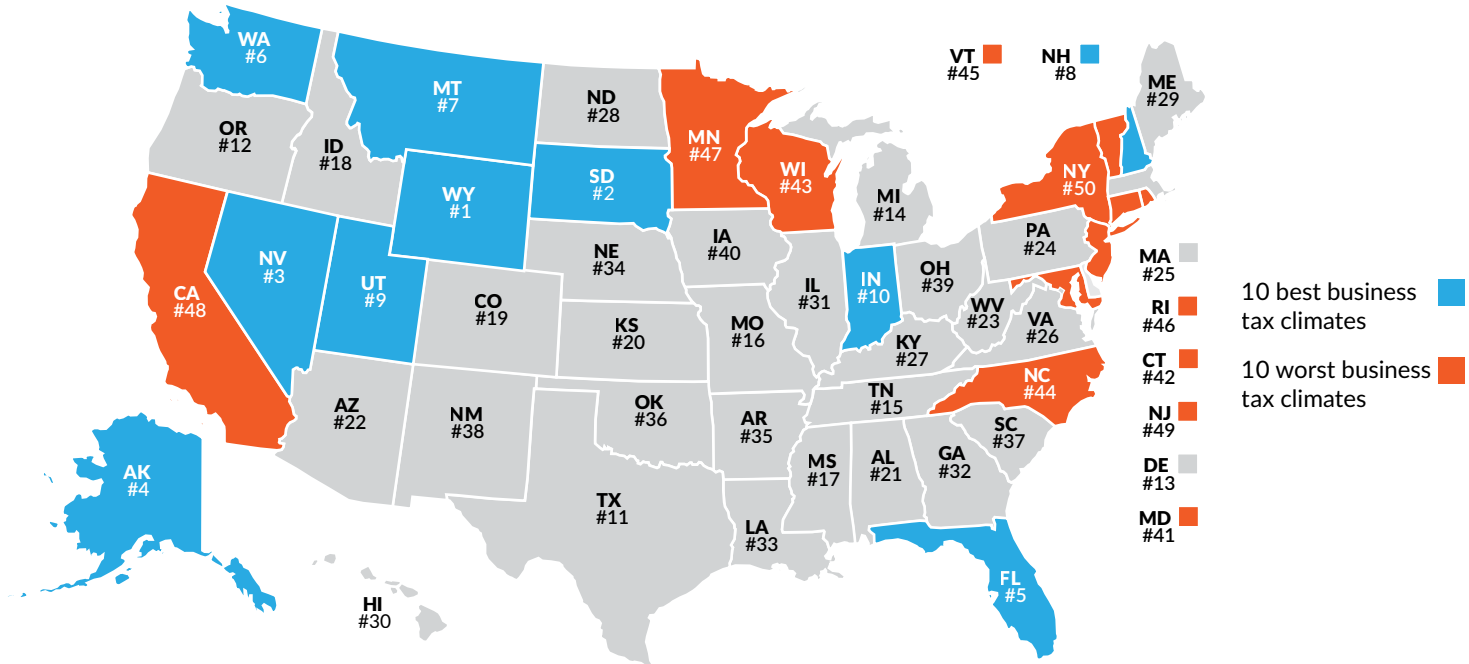 WA
#6
MT
#7
ND
#28
MN
#47
VT
#45
NH
#8
ME
#29
OR
#12
ID
#18
WY
#1
SD
#2
WI
#43
MI
#14
NY
#50
CA
#48
NV
#3
UT
#9
CO
#19
NE
#34
IA
#40
IL
#31
IN
#10
OH
#39
PA
#24
WV
#23
VA
#26
KS
#20
MO
#16
KY
#27
AZ
#22
NM
#38
OK
#36
AR
#35
TN
#15
NC
#44
SC
#37
MS
#17
AL
#21
GA
#32
AK
#4
TX
#11
LA
#33
FL
#5
HI
#30
MA
#25
RI
#46
CT
#42
NJ
#49
DE
#13
MD
#41
10 best business
tax climates
10 worst business
tax climates